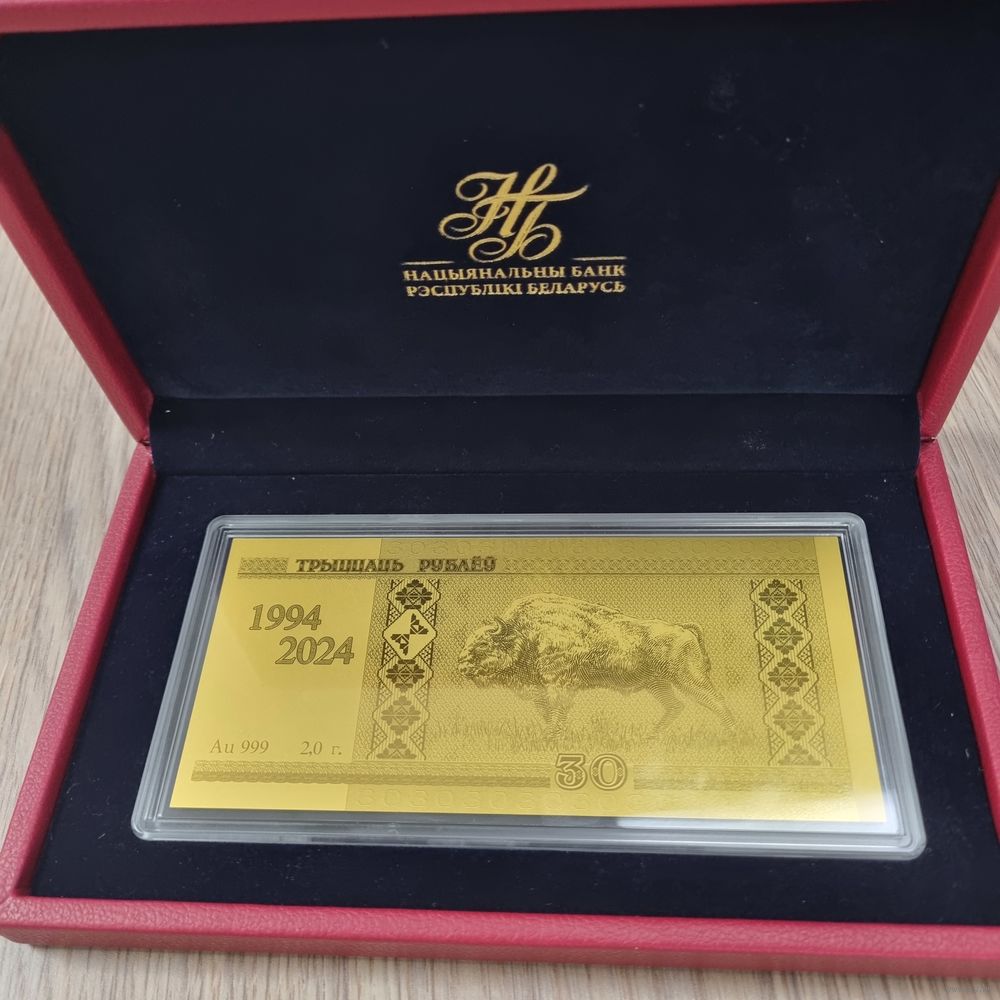 НБ
НАЦЫЯНАЛЬНЫ БАНК
РЭСПУБЛІКІ БЕЛАРУСЬ
ТРЫЦЦАЦЬ РУБЛЁЎ
1994
2024
Au 999 2,0 г.
30